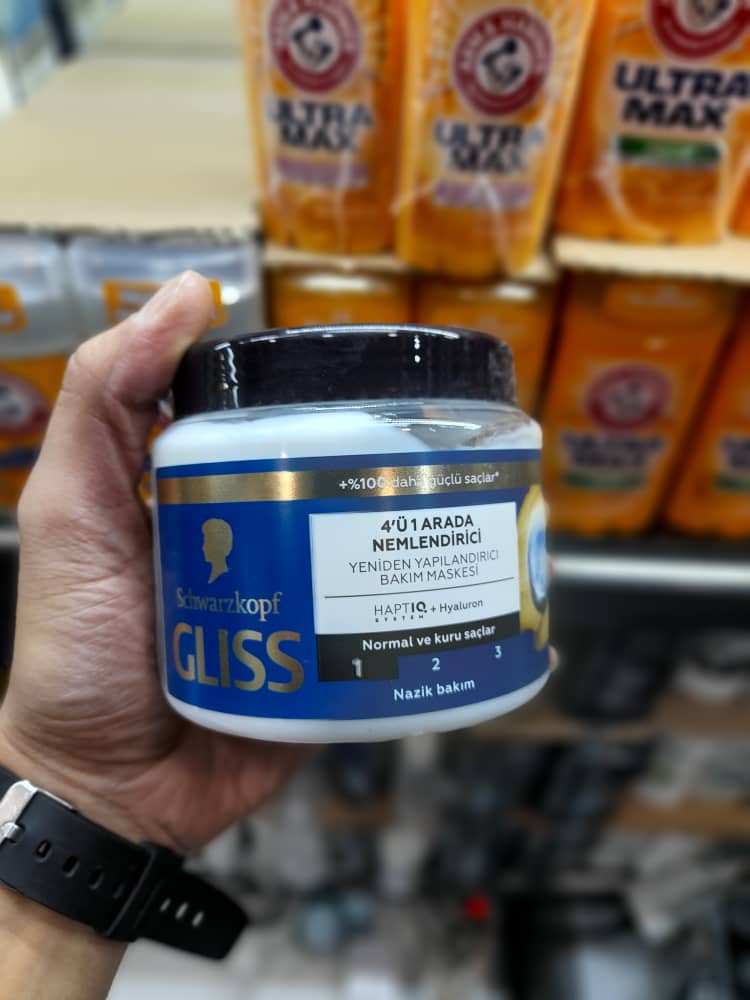 ULTRA
MAX
ULTRA
MAX
ULTRA
MAX
+%100 daha güçlü saçlar*
4'Ü 1 ARADA
NEMLENDİRİCİ
YENİDEN YAPILANDIRICI
BAKIM MASKESİ
HAPTIQ + Hyaluron
SYSTEM
Schwarzkopf
GLISS
Normal ve kuru saçlar
1 2 3
Nazik bakım